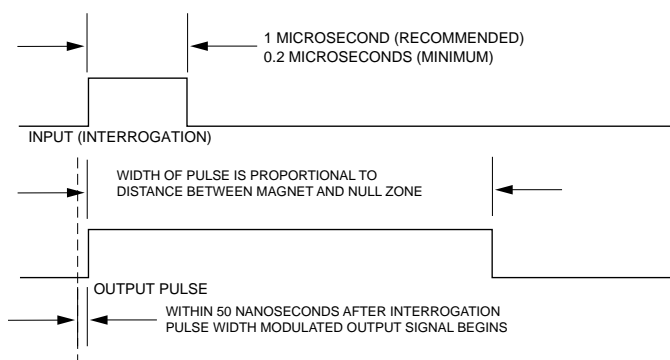 1 MICROSECOND (RECOMMENDED)
0.2 MICROSECONDS (MINIMUM)
INPUT (INTERROGATION)
WIDTH OF PULSE IS PROPORTIONAL TO
DISTANCE BETWEEN MAGNET AND NULL ZONE
OUTPUT PULSE
WITHIN 50 NANOSECONDS AFTER INTERROGATION
PULSE WIDTH MODULATED OUTPUT SIGNAL BEGINS